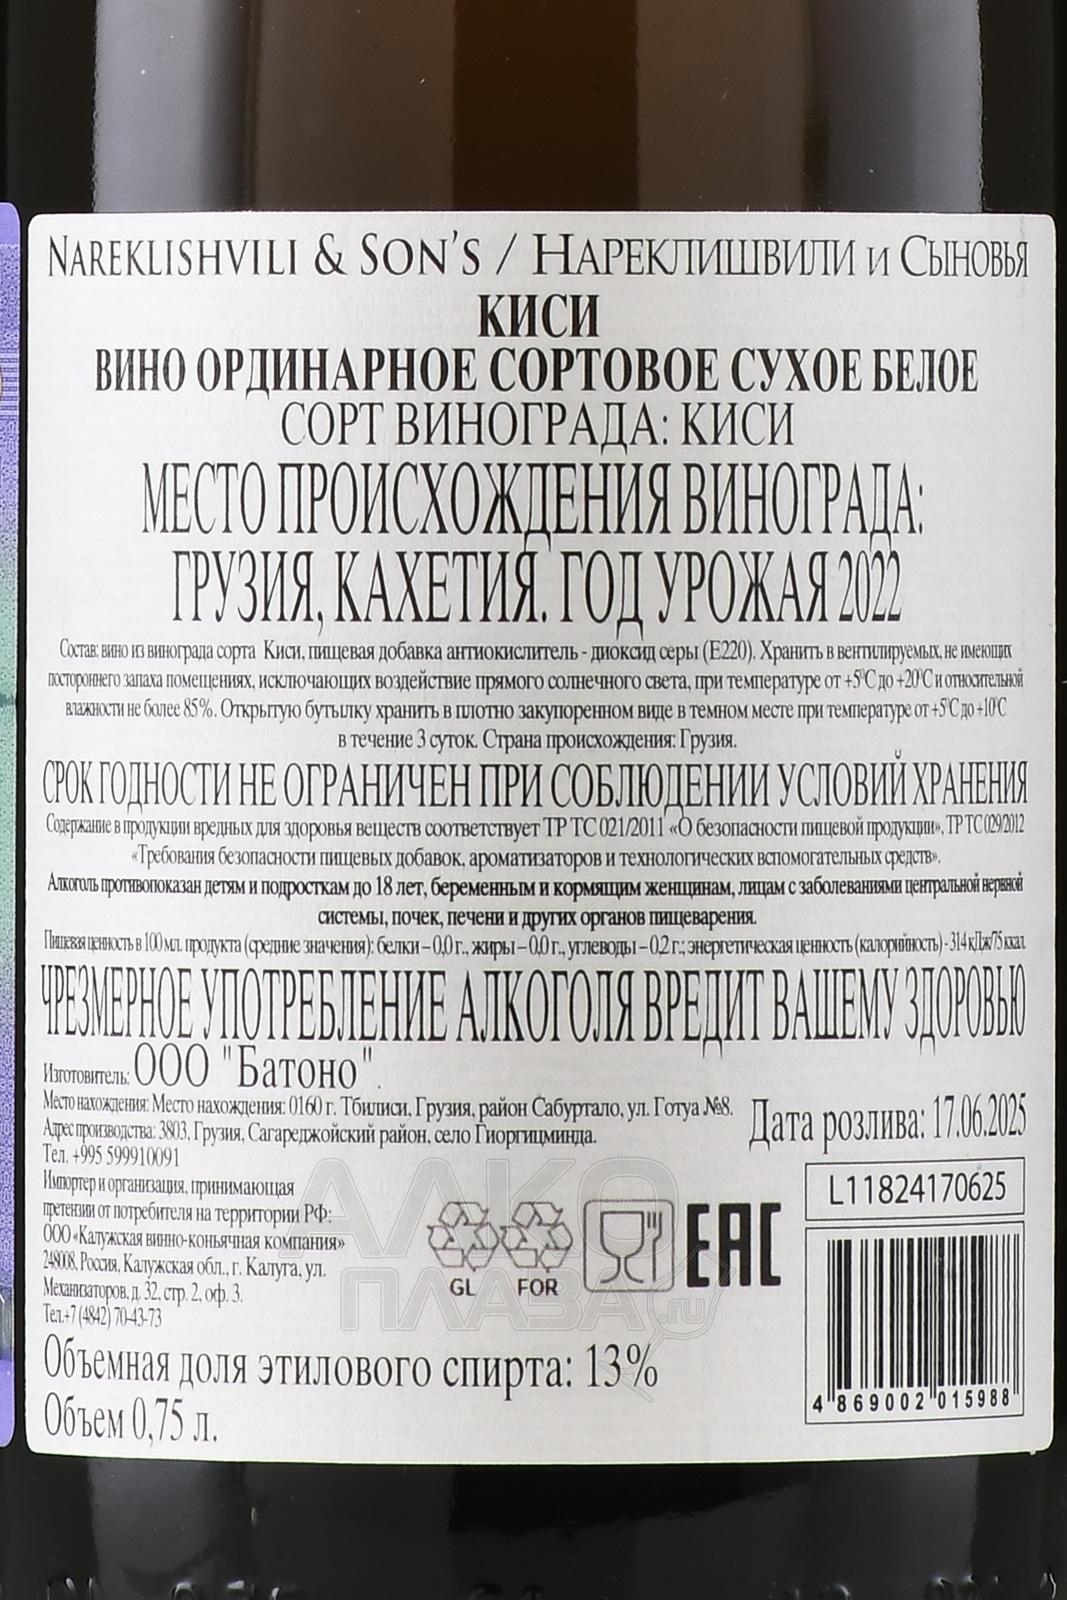 NAREKLISHVILI & SON'S / НАРЕКЛИШВИЛИ И СЫНОВЬЯ
КИСИ
ВИНО ОРДИНАРНОЕ СОРТОВОЕ СУХОЕ БЕЛОЕ
СОРТ ВИНОГРАДА: КИСИ
МЕСТО ПРОИСХОЖДЕНИЯ ВИНОГРАДА:
ГРУЗИЯ, КАХЕТИЯ. ГОД УРОЖАЯ 2022
Состав: вино из винограда сорта Киси, пищевая добавка антиокислитель - диоксид серы (Е220). Хранить в вентилируемых, не имеющих
постороннего запаха помещениях, исключающих воздействие прямого солнечного света, при температуре от +5°С до +20°С и относительной
влажности не более 85%. Открытую бутылку хранить в плотно закупоренном виде в темном месте при температуре от +5°С до +10°С
в течение 3 суток. Страна происхождения: Грузия.
СРОК ГОДНОСТИ НЕ ОГРАНИЧЕН ПРИ СОБЛЮДЕНИИ УСЛОВИЙ ХРАНЕНИЯ
Содержание в продукции вредных для здоровья веществ соответствует ТР ТС 021/2011 «О безопасности пищевой продукции», ТР ТС 029/2012
«Требования безопасности пищевых добавок, ароматизаторов и технологических вспомогательных средств».
Алкоголь противопоказан детям и подросткам до 18 лет, беременным и кормящим женщинам, лицам с заболеваниями центральной нервной
системы, почек, печени и других органов пищеварения.
Пищевая ценность в 100 мл. продукта (средние значения): белки – 0,0 г., жиры – 0,0 г., углеводы – 0,2 г.; энергетическая ценность (калорийность) - 314 кДж/75 ккал.
ЧРЕЗМЕРНОЕ УПОТРЕБЛЕНИЕ АЛКОГОЛЯ ВРЕДИТ ВАШЕМУ ЗДОРОВЬЮ
Изготовитель: ООО "Батоно".
Место нахождения: Место нахождения: 0160 г. Тбилиси, Грузия, район Сабуртало, ул. Готуа №8.
Адрес производства: 3803, Грузия, Сагареджойский район, село Гиоргицминда.
Тел. +995 599910091
Дата розлива: 17.06.2025
Импортер и организация, принимающая
претензии от потребителя на территории РФ:
ООО «Калужская винно-коньячная компания»
248008, Россия, Калужская обл., г. Калуга, ул.
Механизаторов, д. 32, стр. 2, оф. 3.
Тел.+7 (4842) 70-43-73
L11824170625
GL FOR
EAC
АЛКО
ПЛАЗА.ru
Объемная доля этилового спирта: 13%
Объем 0,75 л.
4 869002 015988